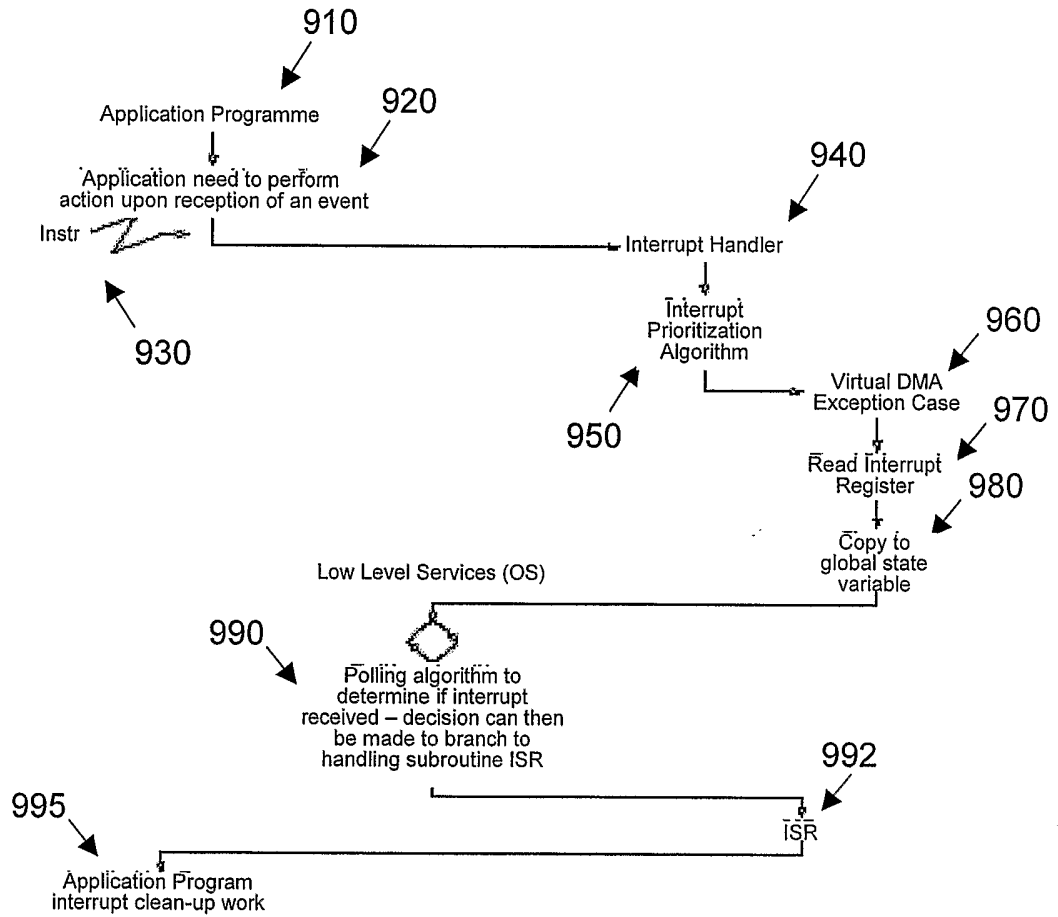 910
Application Programme
920
Application need to perform
action upon reception of an event
940
Instr
Interrupt Handler
930
Interrupt
Prioritization
Algorithm
950
960
Virtual DMA
Exception Case
970
Read Interrupt
Register
980
Copy to
global state
variable
Low Level Services (OS)
990
Polling algorithm to
determine if interrupt
received – decision can then
be made to branch to
handling subroutine ISR
992
ISR
995
Application Program
interrupt clean-up work